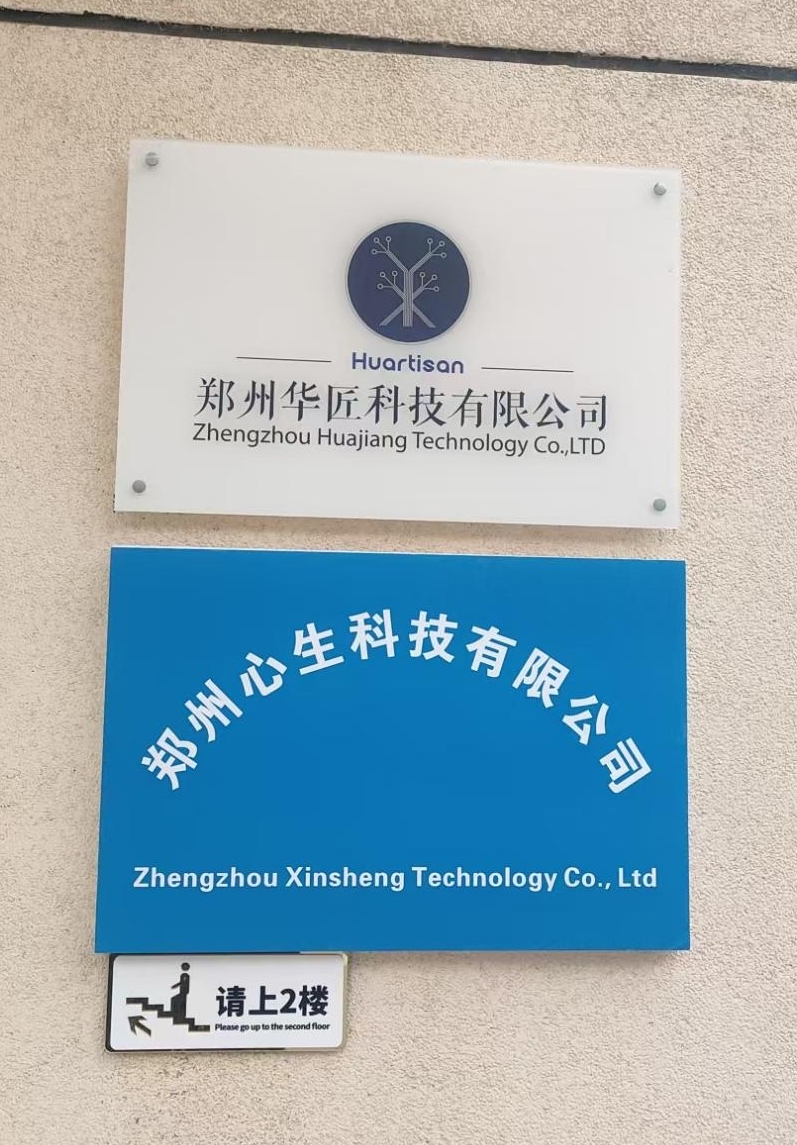 Huartisan
郑州华匠科技有限公司
Zhengzhou Huajiang Technology Co.,LTD
郑州心生科技有限公司
Zhengzhou Xinsheng Technology Co., Ltd
请上2楼
Please go up to the second floor